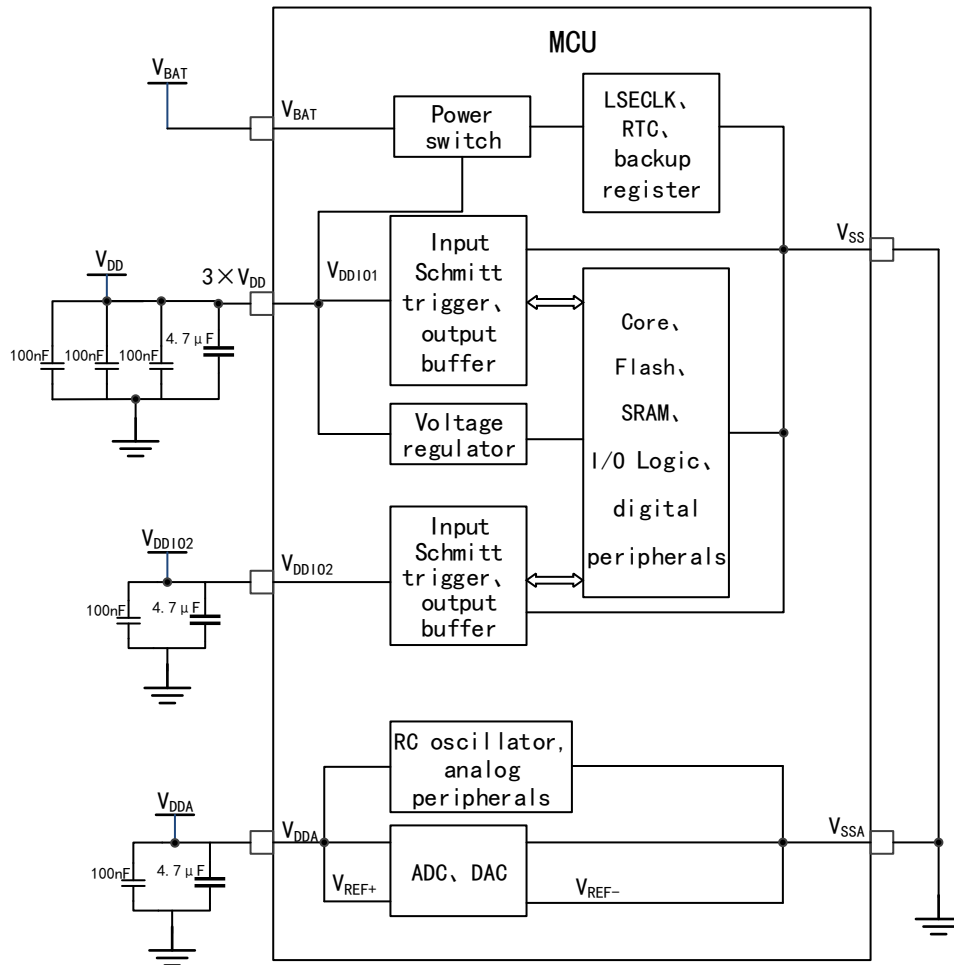 MCU
VBAT
VBAT
Power
switch
LSECLK、
RTC、
backup
register
VSS
VDD
3×VDD
VDDIO1
Input
Schmitt
trigger、
output
buffer
100nF
100nF
100nF
4.7μF
Core、
Flash、
SRAM、
I/O Logic、
digital
peripherals
Voltage
regulator
VDDIO2
VDDIO2
Input
Schmitt
trigger、
output
buffer
100nF
4.7μF
RC oscillator,
analog
peripherals
VDDA
VDDA
VSSA
100nF
4.7μF
ADC、DAC
VREF+
VREF-